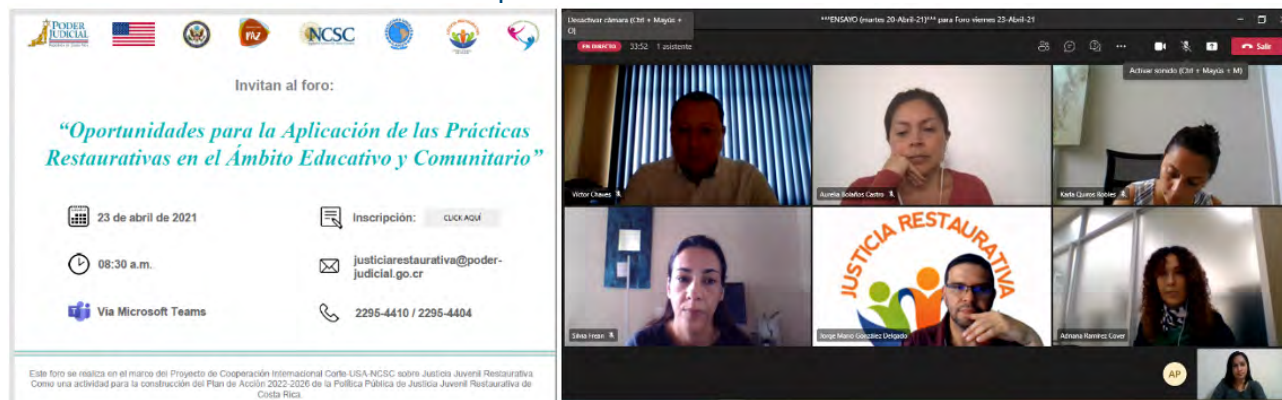 PODER
JUDICIAL
PAZ
NCSC
Invitan al foro:
“Oportunidades para la Aplicación de las Prácticas
Restaurativas en el Ámbito Educativo y Comunitario”
23 de abril de 2021
Inscripción: CLICK AQUÍ
08:30 a.m.
justiciarestaurativa@poder-
judicial.go.cr
Vía Microsoft Teams
2295-4410 / 2295-4404
Este foro se realiza en el marco del Proyecto de Cooperación Internacional Corte-USA-NCSC sobre Justicia Juvenil Restaurativa.
Como una actividad para la construcción del Plan de Acción 2022-2026 de la Política Pública de Justicia Juvenil Restaurativa de
Costa Rica.
Desactivar cámara (Ctrl + Mayús +
O)
***ENSAYO (martes 20-Abril-21)*** para Foro viernes 23-Abril-21
EN DIRECTO 33:52 1 asistente
Salir
Activar sonido (Ctrl + Mayús + M)
Victor Chaves
Aurelia Bolaños Castro
Karla Quiros Robles
JUSTICIA RESTAURATIVA
Silvia Frean
Jorge Mario González Delgado
Adriana Ramírez Caver
AP